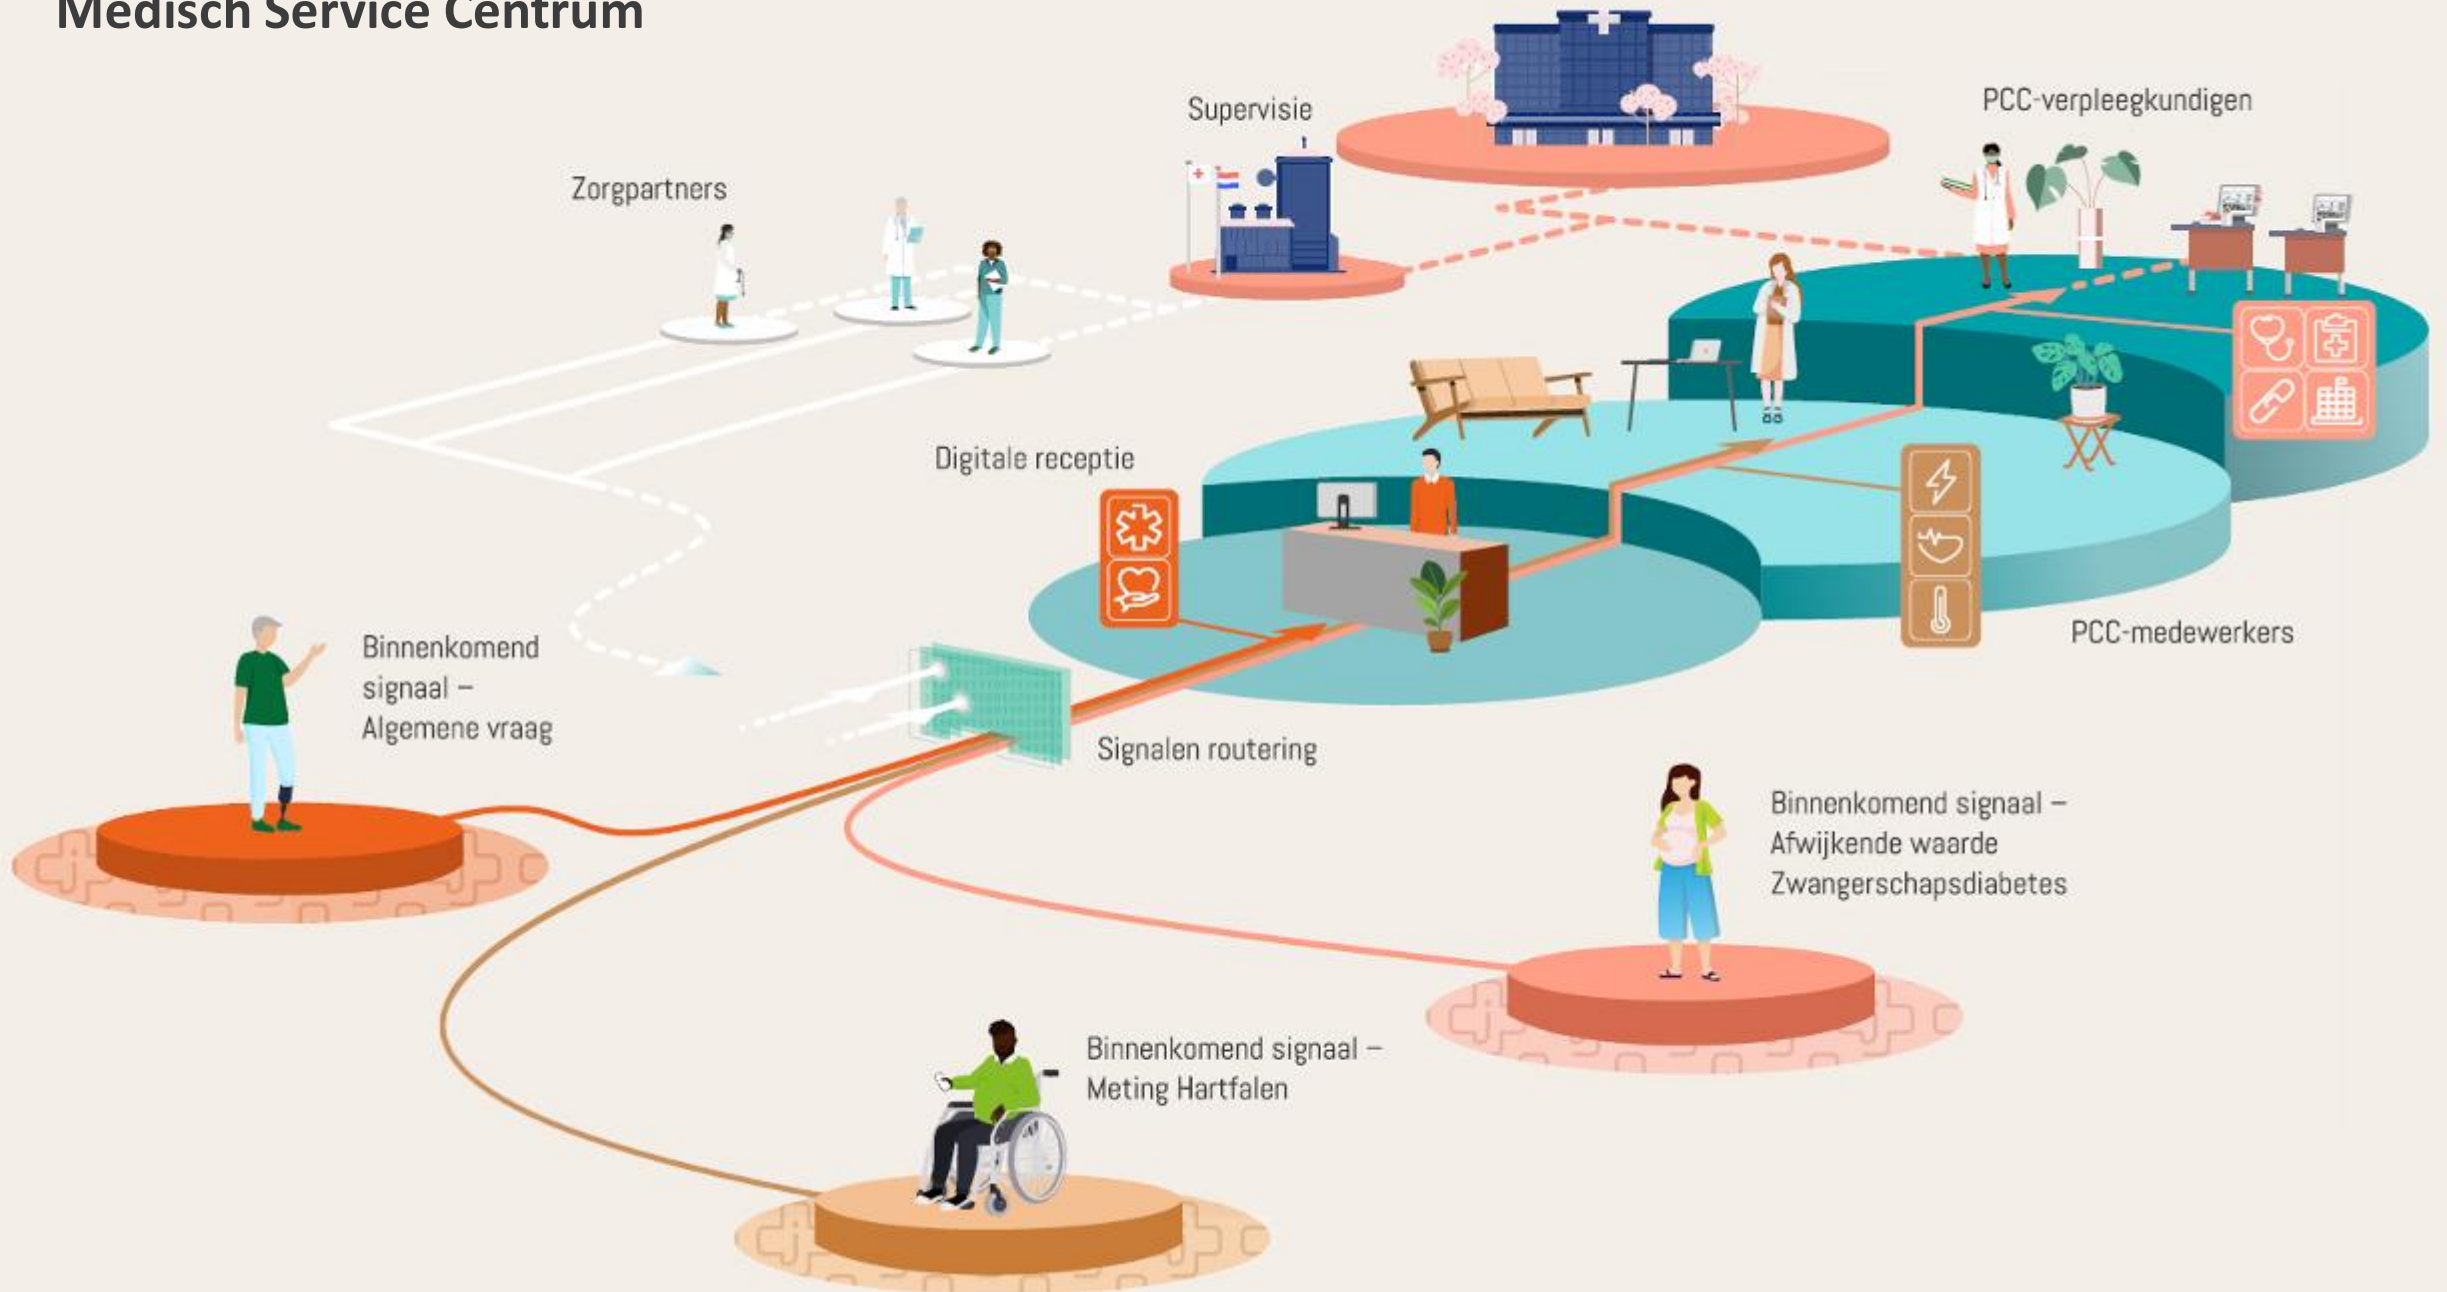 Medisch Service Centrum
Supervisie
PCC-verpleegkundigen
Zorgpartners
Digitale receptie
PCC-medewerkers
Binnenkomend
signaal –
Algemene vraag
Signalen routering
Binnenkomend signaal –
Afwijkende waarde
Zwangerschapsdiabetes
Binnenkomend signaal –
Meting Hartfalen